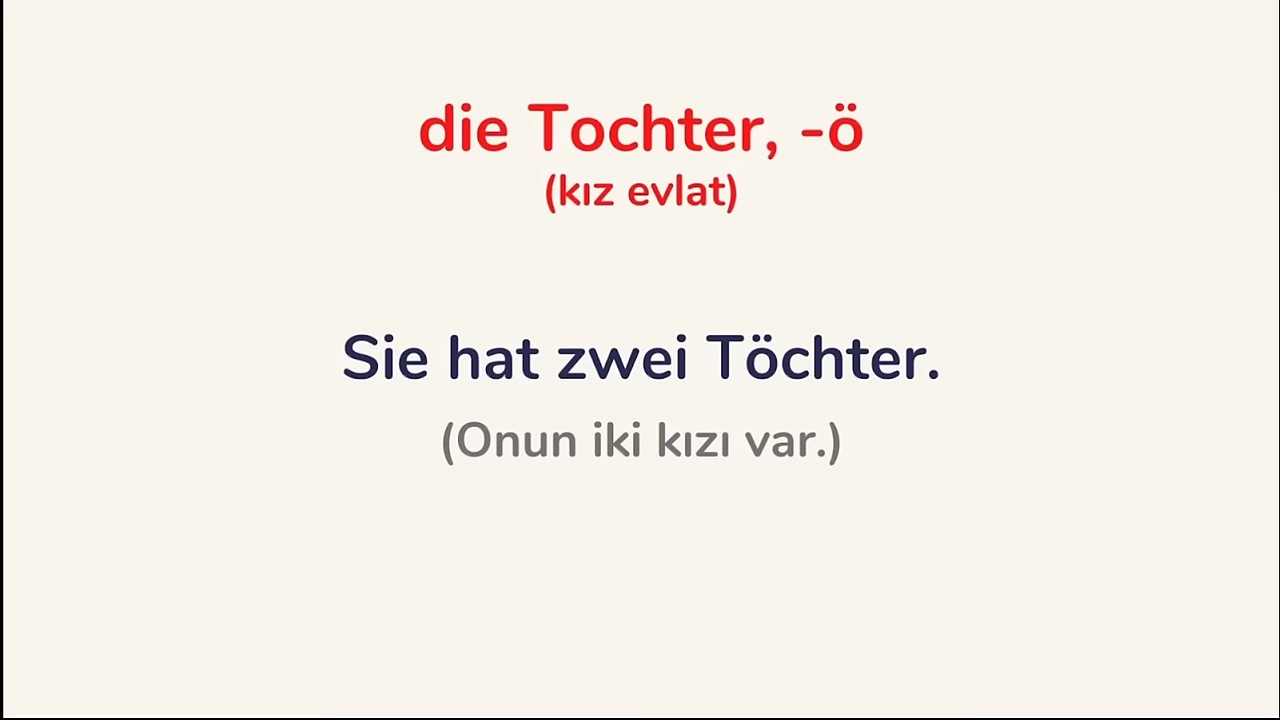 die Tochter, -ö
(kız evlat)
Sie hat zwei Töchter.
(Onun iki kızı var.)